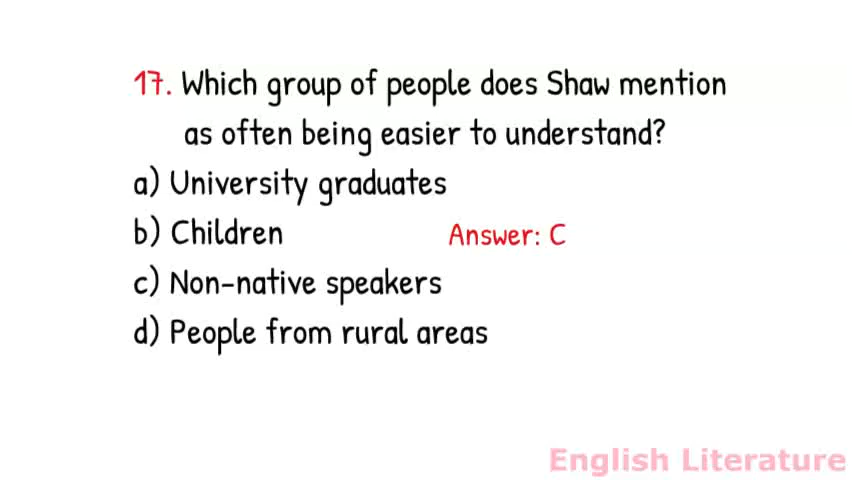 17. Which group of people does Shaw mention
as often being easier to understand?
a) University graduates
b) Children
Answer: C
c) Non-native speakers
d) People from rural areas
English Literature